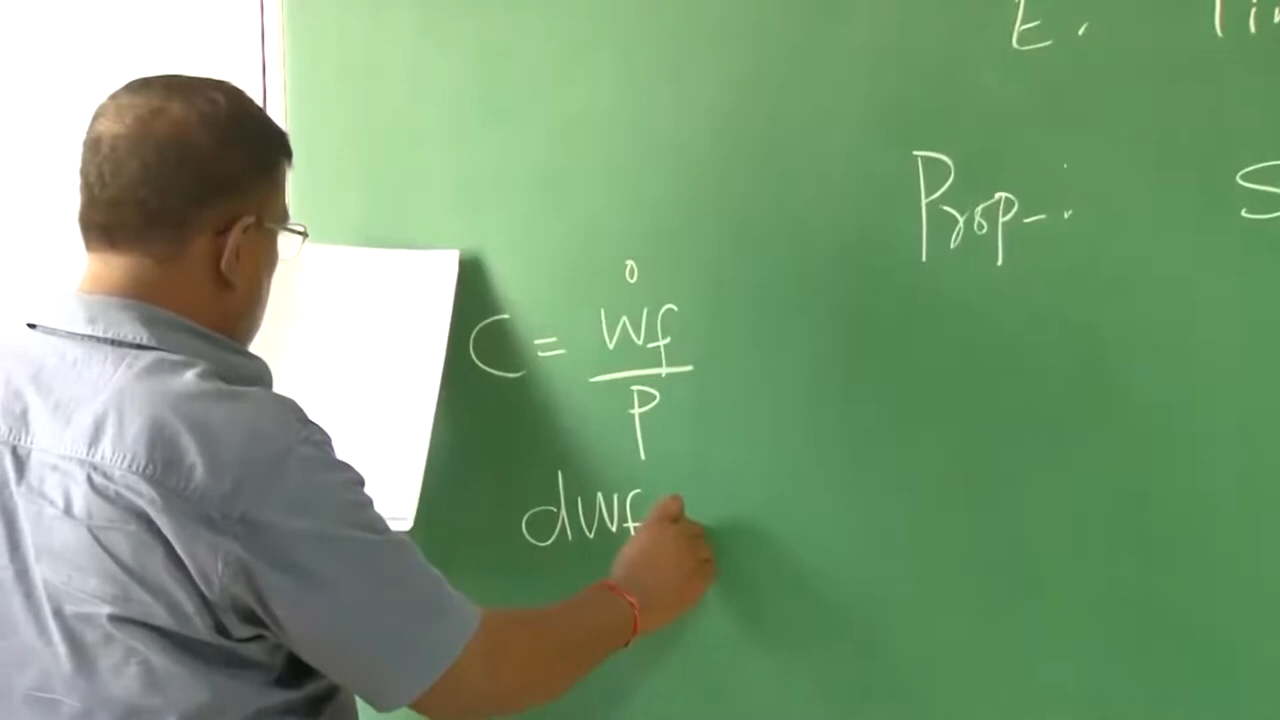 E.
Prop-:
C = Ẇf / P
dWf